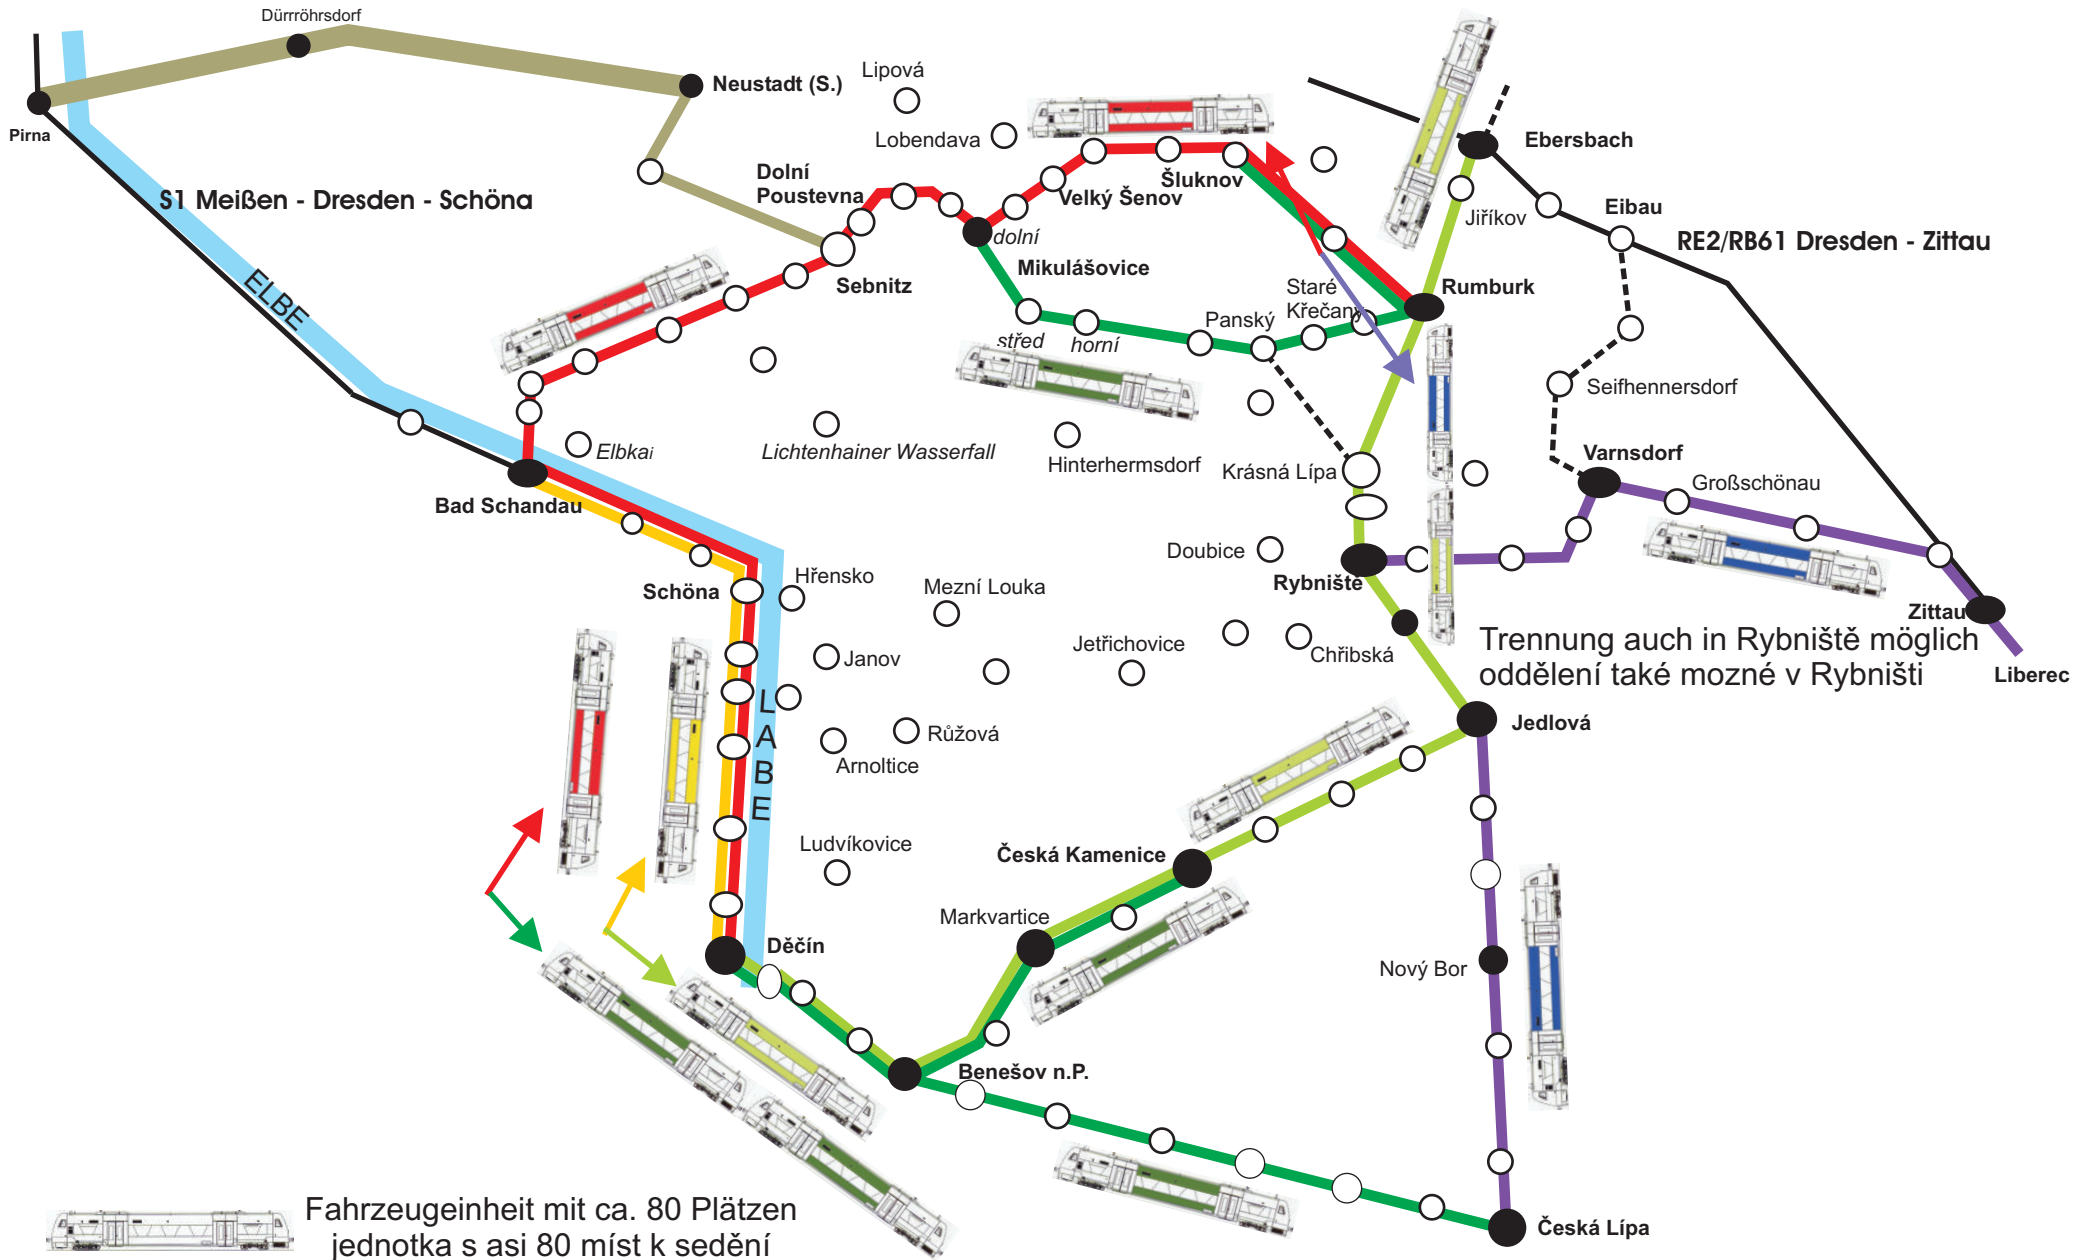 Dürrröhrsdorf
Pirna
Neustadt (S.)
S1 Meißen - Dresden - Schöna
ELBE
Lipová
Lobendava
Dolní
Poustevna
Sebnitz
dolní
Mikulášovice
Velký Šenov
Šluknov
střed
horní
Panský
Staré
Křečany
Rumburk
Jiříkov
Ebersbach
Eibau
RE2/RB61 Dresden - Zittau
Seifhennersdorf
Varnsdorf
Großschönau
Zittau
Liberec
Elbkai
Lichtenhainer Wasserfall
Hinterhermsdorf
Krásná Lípa
Bad Schandau
Schöna
Hřensko
Mezní Louka
Doubice
Rybniště
Janov
Jetřichovice
Chřibská
Trennung auch in Rybniště möglich
oddělení také mozné v Rybništi
LABE
Růžová
Arnoltice
Jedlová
Ludvíkovice
Česká Kamenice
Markvartice
Děčín
Nový Bor
Benešov n.P.
Česká Lípa
Fahrzeugeinheit mit ca. 80 Plätzen
jednotka s asi 80 míst k sedění